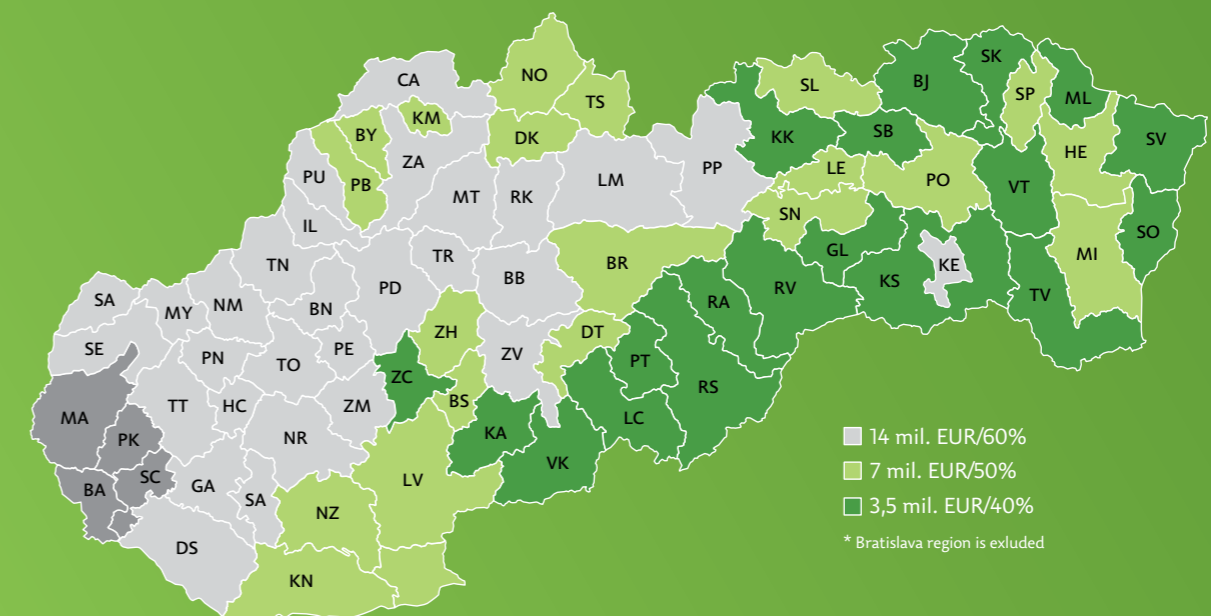 CA
NO
TS
KM
BY
DK
ZA
PB
PU
MT
RK
LM
PP
IL
TN
TR
BB
PD
BN
SA
MY
NM
SE
PN
TO
PE
ZH
ZV
ZC
BS
MA
TT
HC
ZM
NR
PK
SC
BA
GA
SA
DS
NZ
LV
KN
KA
VK
BR
DT
PT
LC
RS
RA
RV
SL
BJ
SK
SP
ML
KK
SB
LE
PO
SN
GL
KS
KE
VT
HE
SV
SO
MI
TV
14 mil. EUR/60%
7 mil. EUR/50%
3,5 mil. EUR/40%
* Bratislava region is exluded